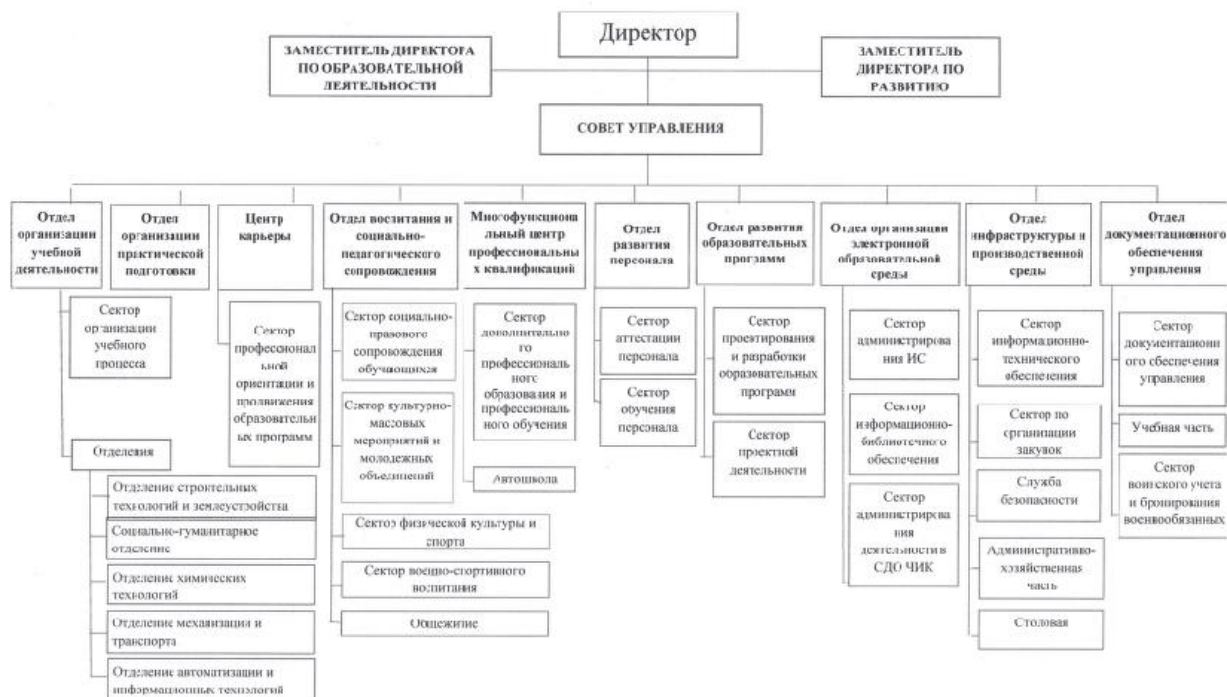 Директор
ЗАМЕСТИТЕЛЬ ДИРЕКТОРА
ПО ОБРАЗОВАТЕЛЬНОЙ
ДЕЯТЕЛЬНОСТИ
ЗАМЕСТИТЕЛЬ
ДИРЕКТОРА ПО
РАЗВИТИЮ
СОВЕТ УПРАВЛЕНИЯ
Отдел
организации
учебной
деятельности
Отдел
организации
практической
подготовки
Центр
карьеры
Отдел воспитания и
социально-
педагогического
сопровождения
Многофункциона
льный центр
профессиональны
х квалификаций
Отдел
развития
персонала
Отдел развития
образовательных
программ
Отдел организации
электронной
образовательной
среды
Отдел
инфраструктуры и
производственной
среды
Отдел
документационного
обеспечения
управления
Сектор
организации
учебного
процесса
Отделения
Отделение строительных
технологий и землеустройства
Социально-гуманитарное
отделение
Отделение химических
технологий
Отделение механизации и
транспорта
Отделение автоматизации и
информационных технологий
Сектор
профессионал
ьной
ориентации и
продвижения
образовательн
ых программ
Сектор социально-
правового
сопровождения
обучающихся
Сектор культурно-
массовых
мероприятий и
молодежных
объединений
Сектор физической культуры и
спорта
Сектор военно-спортивного
воспитания
Общежитие
Сектор
дополнительно
го
профессиональ
ного
образования и
профессиональ
ного обучения
Автошкола
Сектор
аттестации
персонала
Сектор
обучения
персонала
Сектор
проектирования
и разработки
образовательных
программ
Сектор
проектной
деятельности
Сектор
администрирова
ния ИС
Сектор
информационно-
библиотечного
обеспечения
Сектор
администрирова
ния
деятельности в
СДО ЧИК
Сектор
информационно-
технического
обеспечения
Сектор по
организации
закупок
Служба
безопасности
Административно-
хозяйственная
часть
Столовая
Сектор
документационн
ого обеспечения
управления
Учебная часть
Сектор
воинского учета
и бронирования
военнообязанных